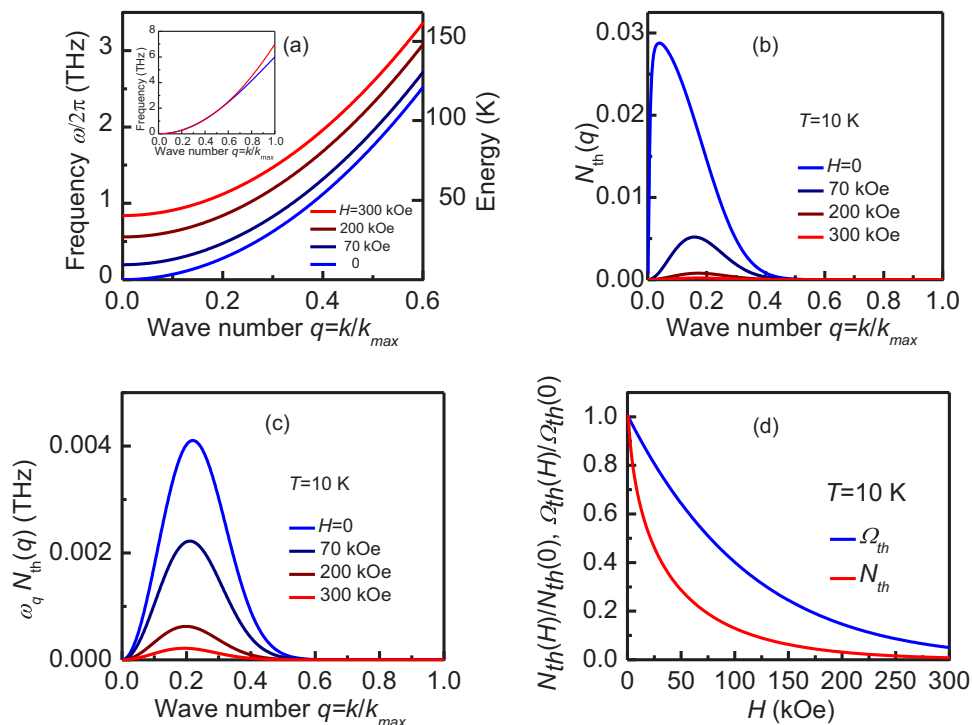 (a)
Frequency ω/2π (THz)
3
2
1
0
0.0 0.2 0.4 0.6
Wave number q=k/kmax
Energy (K)
150
100
50
H=300 kOe
200 kOe
70 kOe
0
Frequency (THz)
8
6
4
2
0
0.0 0.2 0.4 0.6 0.8 1.0
Wave number q=k/kmax
(b)
Nth(q)
0.03
0.02
0.01
0.00
0.0 0.2 0.4 0.6 0.8 1.0
Wave number q=k/kmax
T=10 K
H=0
70 kOe
200 kOe
300 kOe
(c)
ωq Nth(q) (THz)
0.004
0.002
0.000
0.0 0.2 0.4 0.6 0.8 1.0
Wave number q=k/kmax
T=10 K
H=0
70 kOe
200 kOe
300 kOe
(d)
Nth(H)/Nth(0), Ωth(H)/Ωth(0)
1.0
0.8
0.6
0.4
0.2
0.0
0 50 100 150 200 250 300
H (kOe)
T=10 K
Ωth
Nth